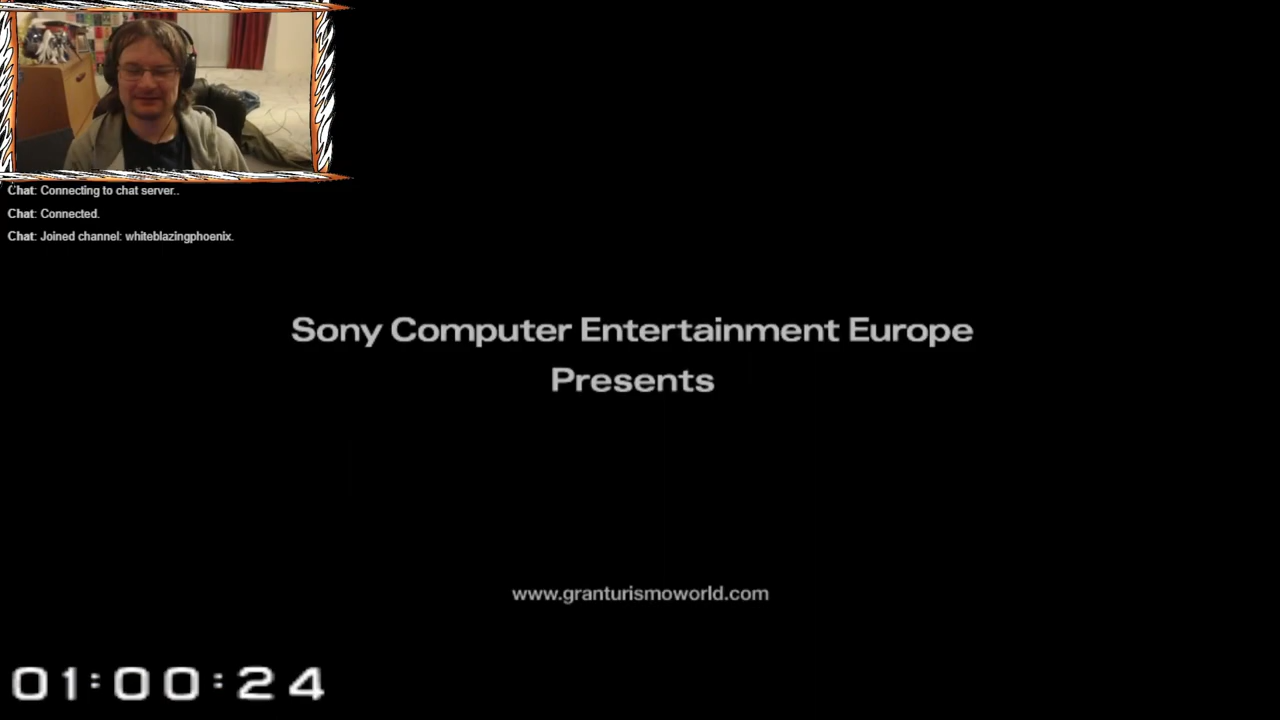 Chat: Connecting to chat server..
Chat: Connected.
Chat: Joined channel: whiteblazingphoenix.
Sony Computer Entertainment Europe
Presents
www.granturismoworld.com
01:00:24